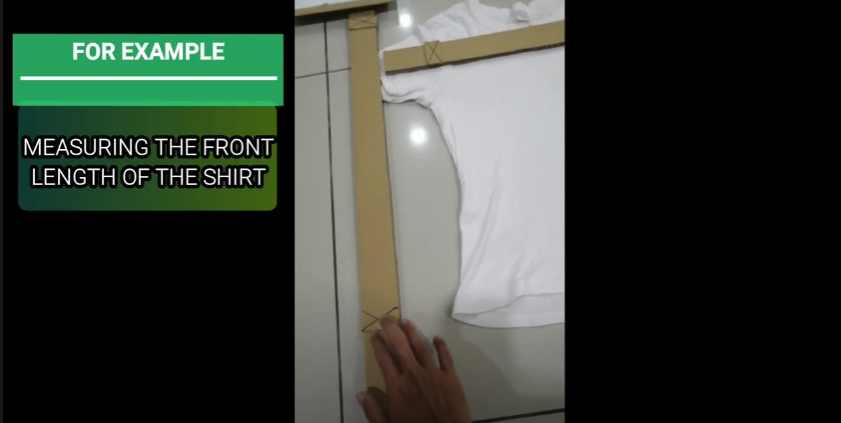 FOR EXAMPLE
MEASURING THE FRONT
LENGTH OF THE SHIRT